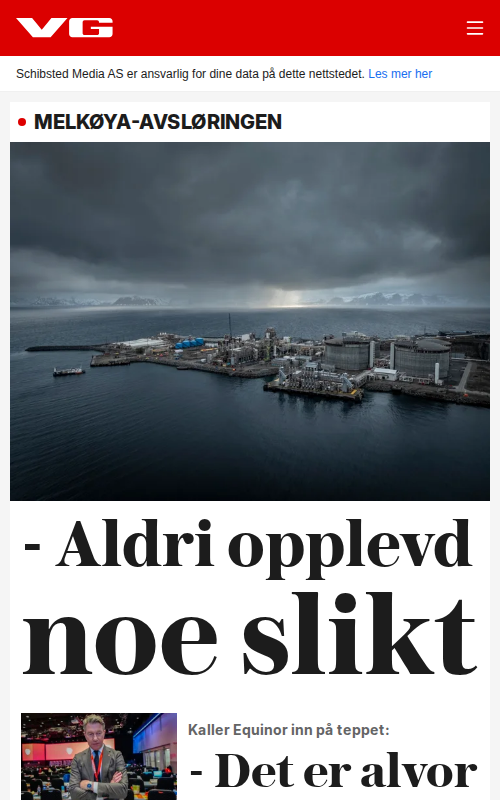 VG
Schibsted Media AS er ansvarlig for dine data på dette nettstedet. Les mer her
MELKØYA-AVSLØRINGEN
- Aldri opplevd
noe slikt
Kaller Equinor inn på teppet:
- Det er alvor